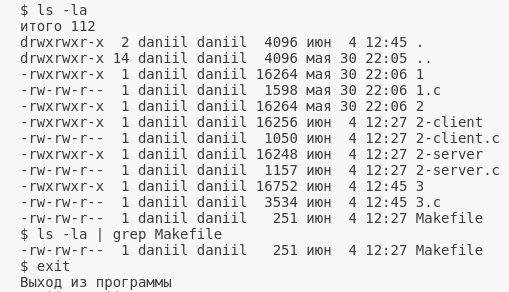 $ ls -la
итого 112
drwxrwxr-x  2 daniil daniil  4096 июн  4 12:45 .
drwxrwxr-x 14 daniil daniil  4096 мая 30 22:05 ..
-rwxrwxr-x  1 daniil daniil 16264 мая 30 22:06 1
-rw-rw-r--  1 daniil daniil  1598 мая 30 22:06 1.c
-rwxrwxr-x  1 daniil daniil 16264 мая 30 22:06 2
-rwxrwxr-x  1 daniil daniil 16256 июн  4 12:27 2-client
-rw-rw-r--  1 daniil daniil  1050 июн  4 12:27 2-client.c
-rwxrwxr-x  1 daniil daniil 16248 июн  4 12:27 2-server
-rw-rw-r--  1 daniil daniil  1157 июн  4 12:27 2-server.c
-rwxrwxr-x  1 daniil daniil 16752 июн  4 12:45 3
-rw-rw-r--  1 daniil daniil  3534 июн  4 12:45 3.c
-rw-rw-r--  1 daniil daniil   251 июн  4 12:27 Makefile
$ ls -la | grep Makefile
-rw-rw-r--  1 daniil daniil   251 июн  4 12:27 Makefile
$ exit
Выход из программы